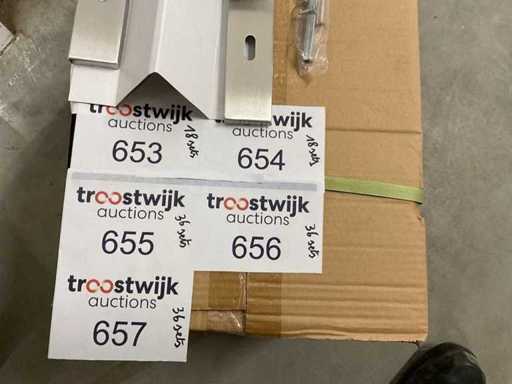 troostwijk
auctions
653
18 sets
troostwijk
auctions
654
18 sets
troostwijk
auctions
655
36 sets
troostwijk
auctions
656
36 sets
troostwijk
auctions
657
36 sets